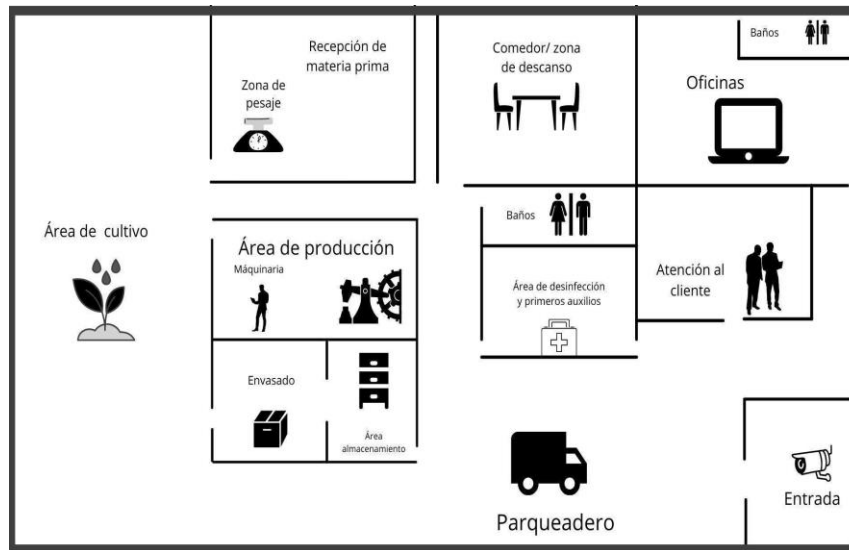 Recepción de
materia prima
Zona de
pesaje
Comedor/ zona
de descanso
Baños
Oficinas
Área de cultivo
Área de producción
Máquinaria
Baños
Área de desinfección
y primeros auxilios
Atención al
cliente
Envasado
Área
almacenamiento
Parqueadero
Entrada